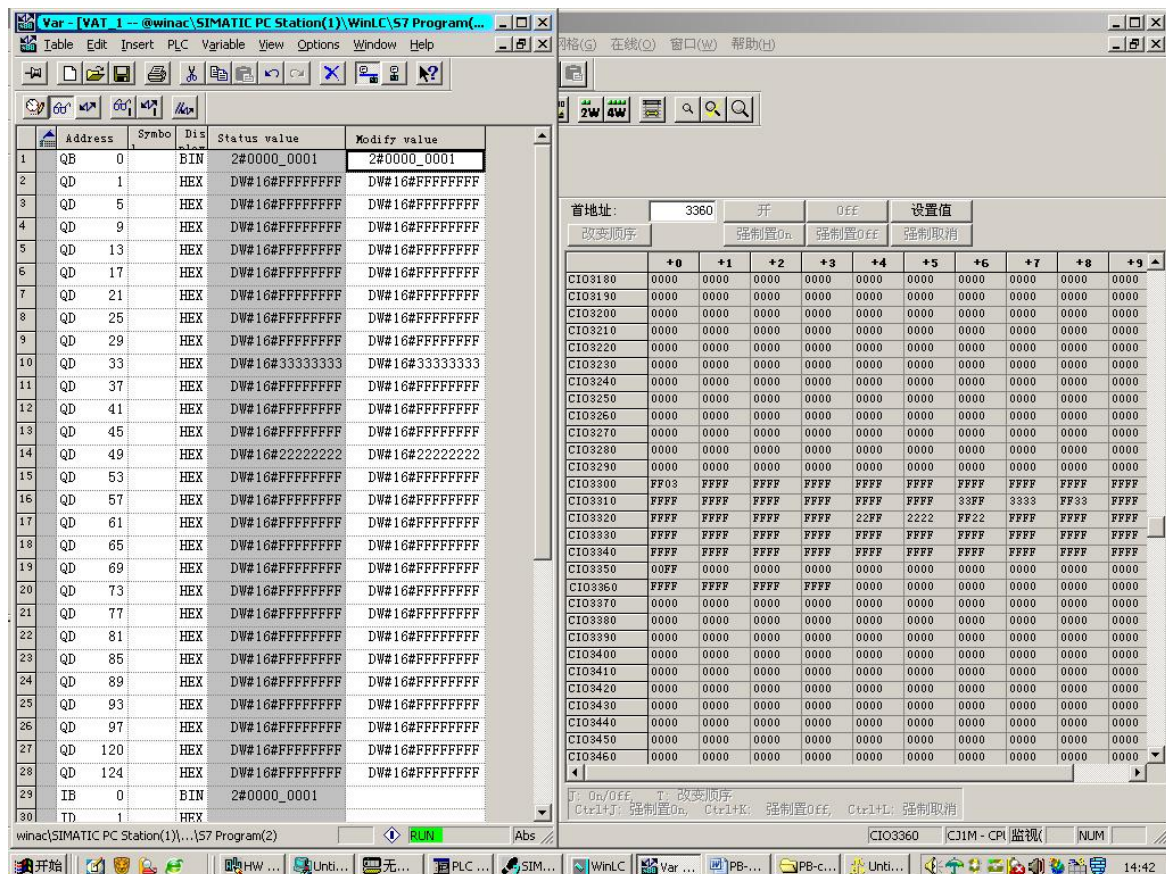 Var - [VAT_1 -- @winac\SIMATIC PC Station(1)\WinLC\S7 Program(...
Table Edit Insert PLC Variable View Options Window Help
网格(G) 在线(O) 窗口(W) 帮助(H)
2W 4W
Address Symbo Dis Status value Modify value
1 QB 0 BIN 2#0000_0001 2#0000_0001
2 QD 1 HEX DW#16#FFFFFFFF DW#16#FFFFFFFF
3 QD 5 HEX DW#16#FFFFFFFF DW#16#FFFFFFFF
4 QD 9 HEX DW#16#FFFFFFFF DW#16#FFFFFFFF
5 QD 13 HEX DW#16#FFFFFFFF DW#16#FFFFFFFF
6 QD 17 HEX DW#16#FFFFFFFF DW#16#FFFFFFFF
7 QD 21 HEX DW#16#FFFFFFFF DW#16#FFFFFFFF
8 QD 25 HEX DW#16#FFFFFFFF DW#16#FFFFFFFF
9 QD 29 HEX DW#16#FFFFFFFF DW#16#FFFFFFFF
10 QD 33 HEX DW#16#33333333 DW#16#33333333
11 QD 37 HEX DW#16#FFFFFFFF DW#16#FFFFFFFF
12 QD 41 HEX DW#16#FFFFFFFF DW#16#FFFFFFFF
13 QD 45 HEX DW#16#FFFFFFFF DW#16#FFFFFFFF
14 QD 49 HEX DW#16#22222222 DW#16#22222222
15 QD 53 HEX DW#16#FFFFFFFF DW#16#FFFFFFFF
16 QD 57 HEX DW#16#FFFFFFFF DW#16#FFFFFFFF
17 QD 61 HEX DW#16#FFFFFFFF DW#16#FFFFFFFF
18 QD 65 HEX DW#16#FFFFFFFF DW#16#FFFFFFFF
19 QD 69 HEX DW#16#FFFFFFFF DW#16#FFFFFFFF
20 QD 73 HEX DW#16#FFFFFFFF DW#16#FFFFFFFF
21 QD 77 HEX DW#16#FFFFFFFF DW#16#FFFFFFFF
22 QD 81 HEX DW#16#FFFFFFFF DW#16#FFFFFFFF
23 QD 85 HEX DW#16#FFFFFFFF DW#16#FFFFFFFF
24 QD 89 HEX DW#16#FFFFFFFF DW#16#FFFFFFFF
25 QD 93 HEX DW#16#FFFFFFFF DW#16#FFFFFFFF
26 QD 97 HEX DW#16#FFFFFFFF DW#16#FFFFFFFF
27 QD 120 HEX DW#16#FFFFFFFF DW#16#FFFFFFFF
28 QD 124 HEX DW#16#FFFFFFFF DW#16#FFFFFFFF
29 IB 0 BIN 2#0000_0001
30 ID 1 HEX
winac\SIMATIC PC Station(1)\...\S7 Program(2) RUN Abs
首地址: 3360 开 Off 设置值
改变顺序 强制置On 强制置Off 强制取消
+0 +1 +2 +3 +4 +5 +6 +7 +8 +9
CIO3180 0000 0000 0000 0000 0000 0000 0000 0000 0000 0000
CIO3190 0000 0000 0000 0000 0000 0000 0000 0000 0000 0000
CIO3200 0000 0000 0000 0000 0000 0000 0000 0000 0000 0000
CIO3210 0000 0000 0000 0000 0000 0000 0000 0000 0000 0000
CIO3220 0000 0000 0000 0000 0000 0000 0000 0000 0000 0000
CIO3230 0000 0000 0000 0000 0000 0000 0000 0000 0000 0000
CIO3240 0000 0000 0000 0000 0000 0000 0000 0000 0000 0000
CIO3250 0000 0000 0000 0000 0000 0000 0000 0000 0000 0000
CIO3260 0000 0000 0000 0000 0000 0000 0000 0000 0000 0000
CIO3270 0000 0000 0000 0000 0000 0000 0000 0000 0000 0000
CIO3280 0000 0000 0000 0000 0000 0000 0000 0000 0000 0000
CIO3290 0000 0000 0000 0000 0000 0000 0000 0000 0000 0000
CIO3300 FF03 FFFF FFFF FFFF FFFF FFFF FFFF FFFF FFFF FFFF
CIO3310 FFFF FFFF FFFF FFFF FFFF FFFF 33FF 3333 FF33 FFFF
CIO3320 FFFF FFFF FFFF FFFF 22FF 2222 FF22 FFFF FFFF FFFF
CIO3330 FFFF FFFF FFFF FFFF FFFF FFFF FFFF FFFF FFFF FFFF
CIO3340 FFFF FFFF FFFF FFFF FFFF FFFF FFFF FFFF FFFF FFFF
CIO3350 00FF 0000 0000 0000 0000 0000 0000 0000 0000 0000
CIO3360 FFFF FFFF FFFF FFFF 0000 0000 0000 0000 0000 0000
CIO3370 0000 0000 0000 0000 0000 0000 0000 0000 0000 0000
CIO3380 0000 0000 0000 0000 0000 0000 0000 0000 0000 0000
CIO3390 0000 0000 0000 0000 0000 0000 0000 0000 0000 0000
CIO3400 0000 0000 0000 0000 0000 0000 0000 0000 0000 0000
CIO3410 0000 0000 0000 0000 0000 0000 0000 0000 0000 0000
CIO3420 0000 0000 0000 0000 0000 0000 0000 0000 0000 0000
CIO3430 0000 0000 0000 0000 0000 0000 0000 0000 0000 0000
CIO3440 0000 0000 0000 0000 0000 0000 0000 0000 0000 0000
CIO3450 0000 0000 0000 0000 0000 0000 0000 0000 0000 0000
CIO3460 0000 0000 0000 0000 0000 0000 0000 0000 0000 0000
J: On/Off, T: 改变顺序
Ctrl+J: 强制置On, Ctrl+K: 强制置Off, Ctrl+L: 强制取消
CIO3360 CJ1M - CPU 监视( NUM
开始 HW ... Unti... 无... PLC ... SIM... WinLC Var ... PB-... PB-c... Unti... 14:42